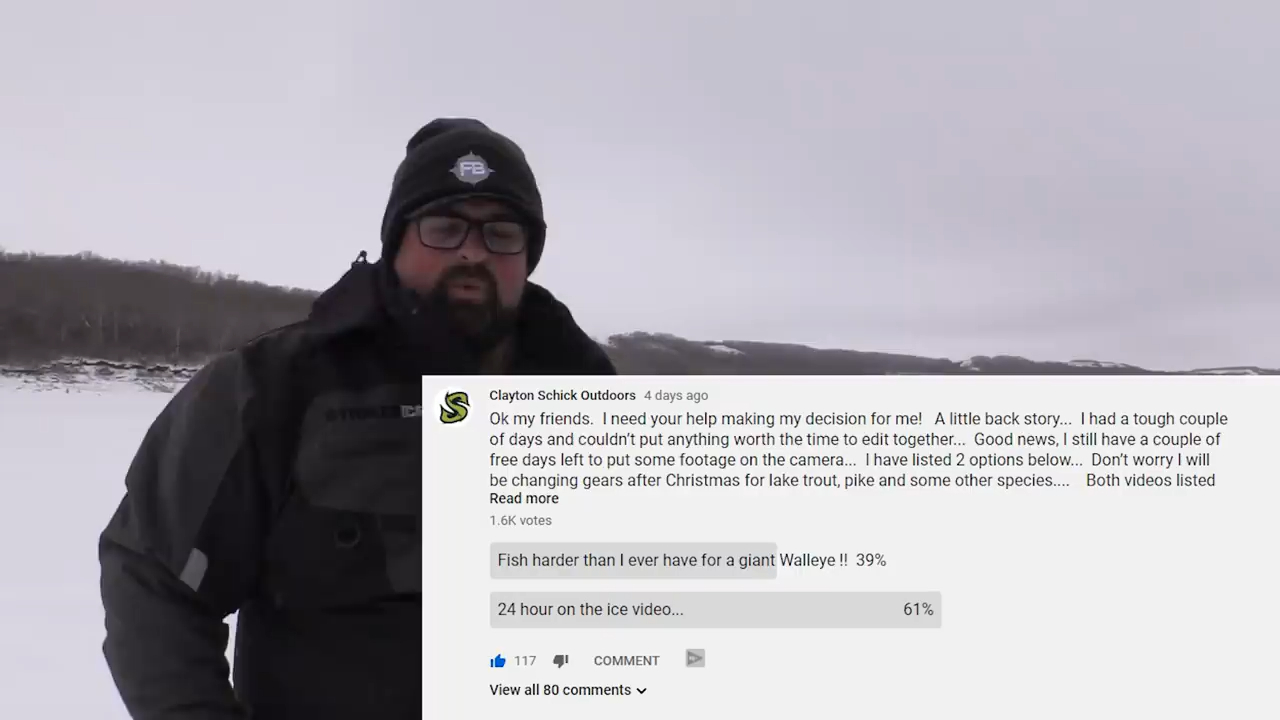 PB
STRIKER ICE
Clayton Schick Outdoors 4 days ago
Ok my friends. I need your help making my decision for me! A little back story... I had a tough couple
of days and couldn't put anything worth the time to edit together... Good news, I still have a couple of
free days left to put some footage on the camera... I have listed 2 options below... Don't worry I will
be changing gears after Christmas for lake trout, pike and some other species.... Both videos listed
Read more
1.6K votes
Fish harder than I ever have for a giant Walleye !! 39%
24 hour on the ice video... 61%
117 COMMENT
View all 80 comments